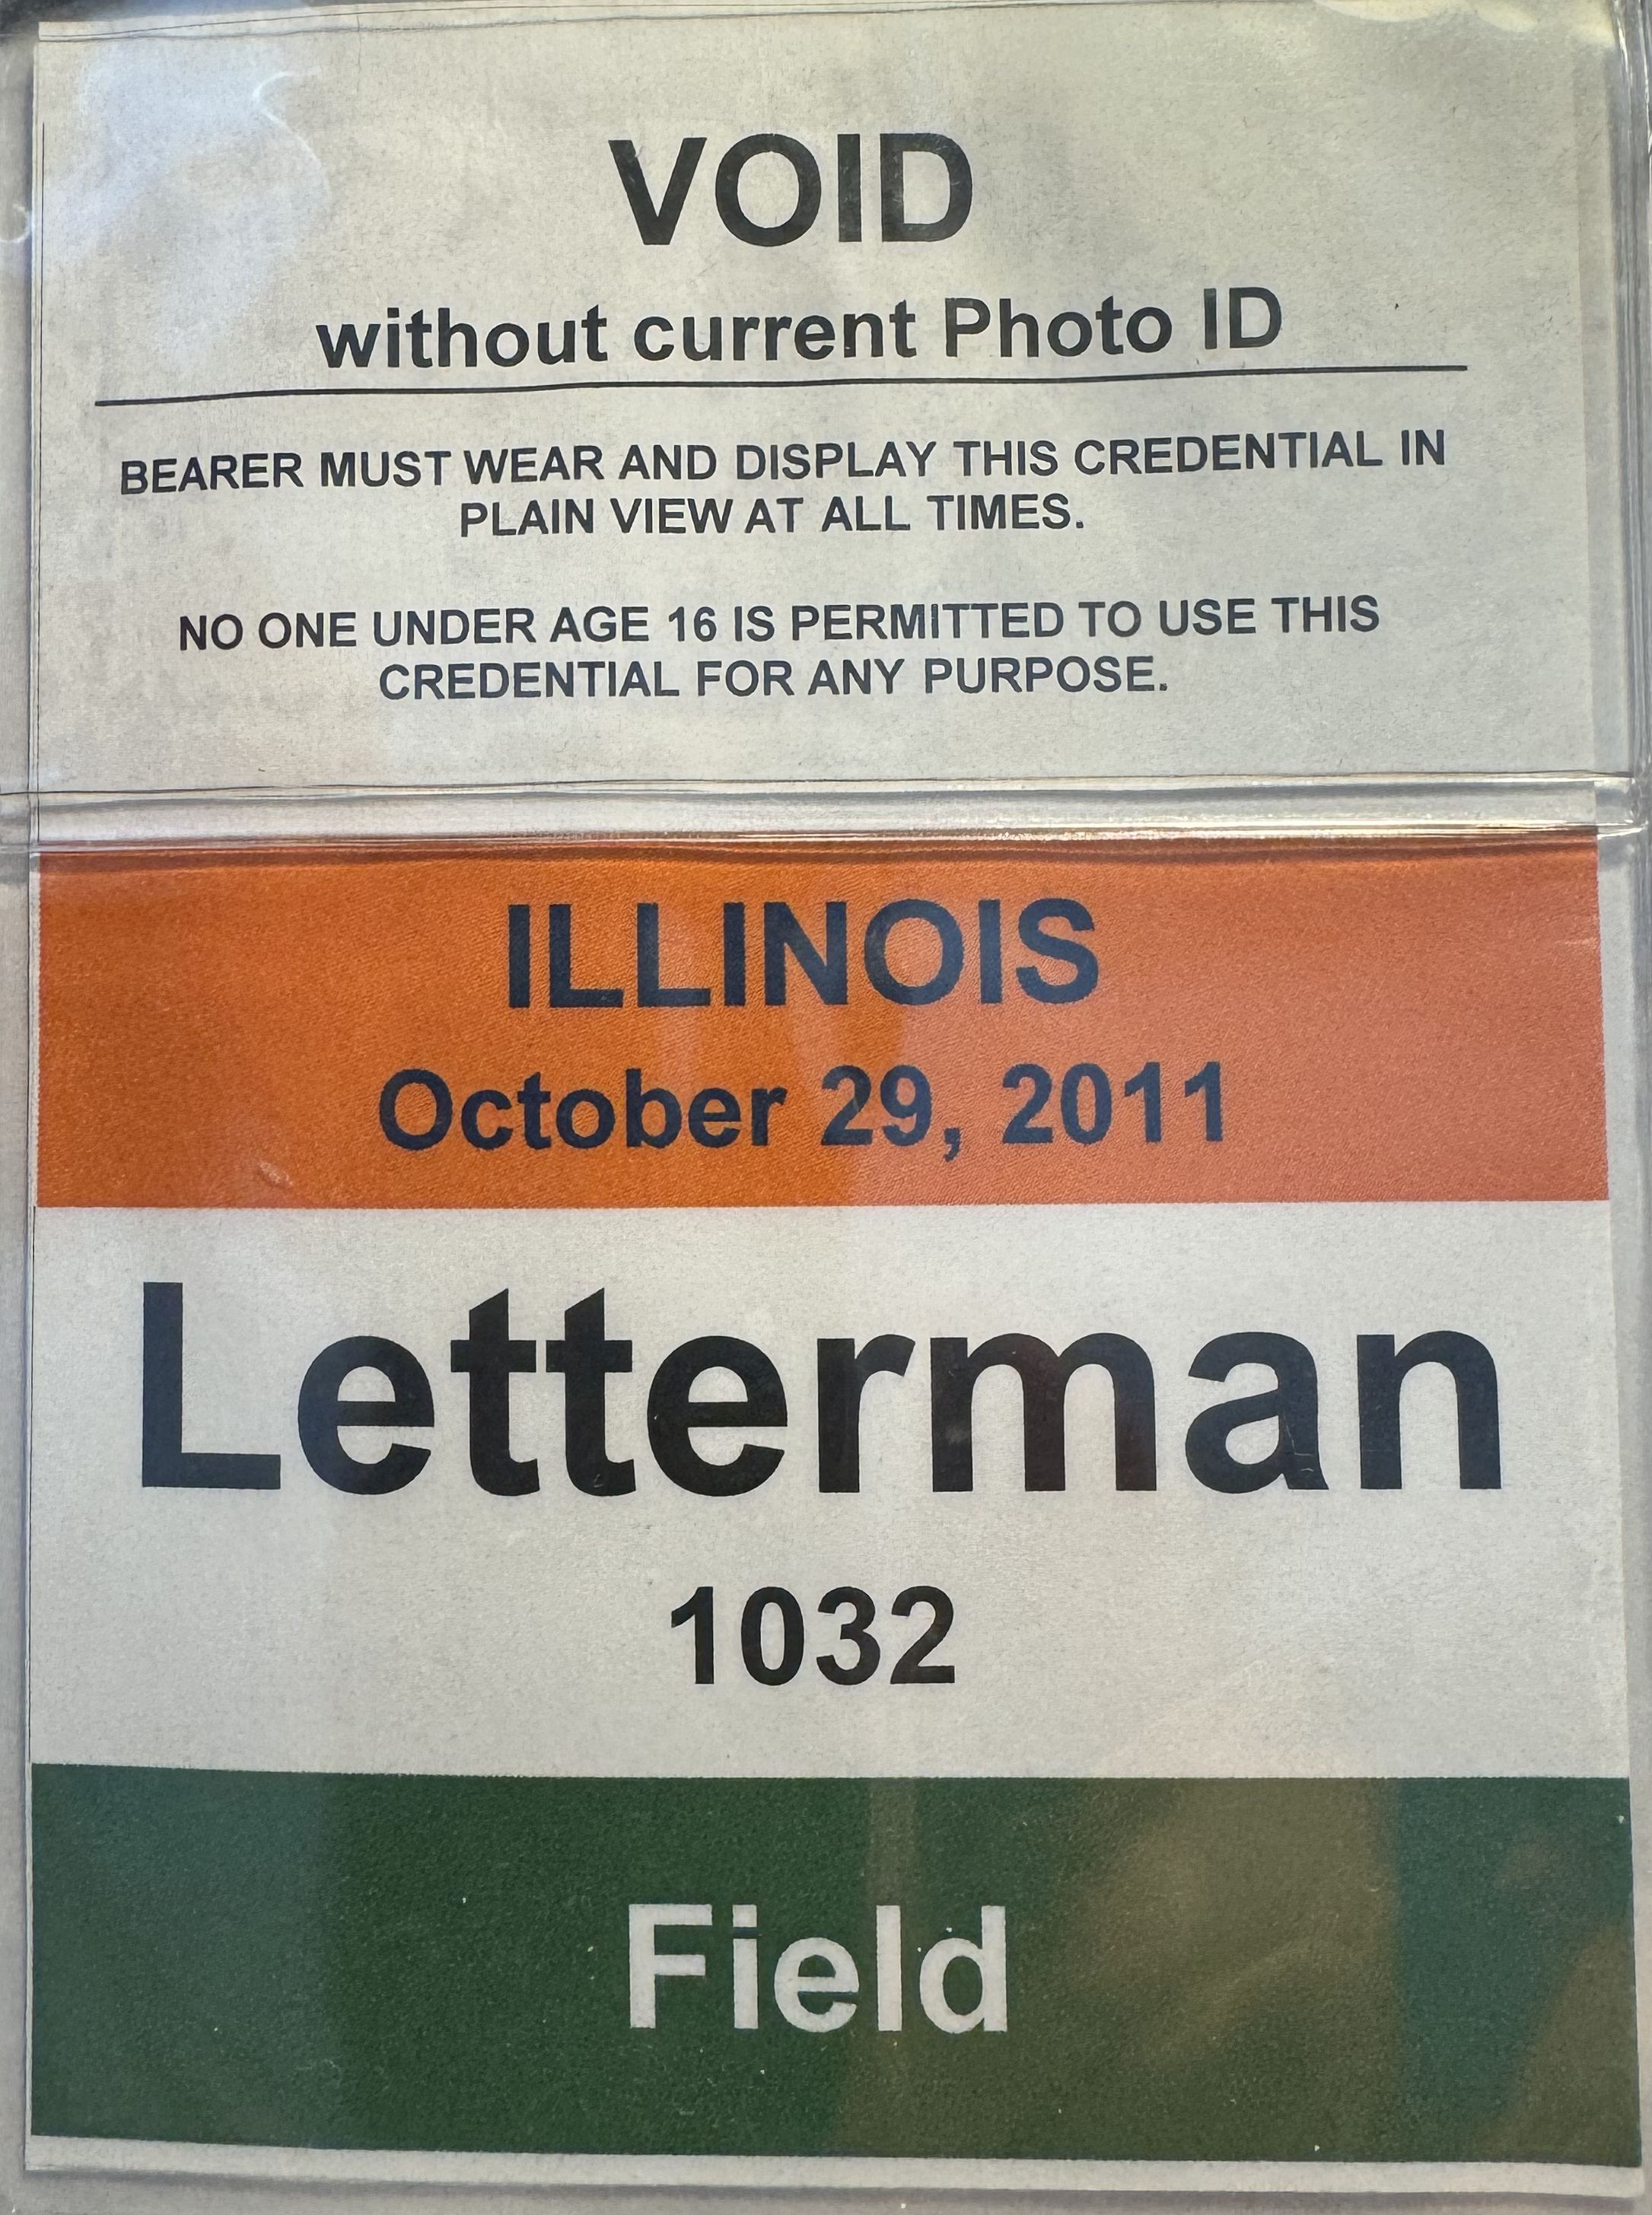 VOID
without current Photo ID
BEARER MUST WEAR AND DISPLAY THIS CREDENTIAL IN
PLAIN VIEW AT ALL TIMES.
NO ONE UNDER AGE 16 IS PERMITTED TO USE THIS
CREDENTIAL FOR ANY PURPOSE.
ILLINOIS
October 29, 2011
Letterman
1032
Field